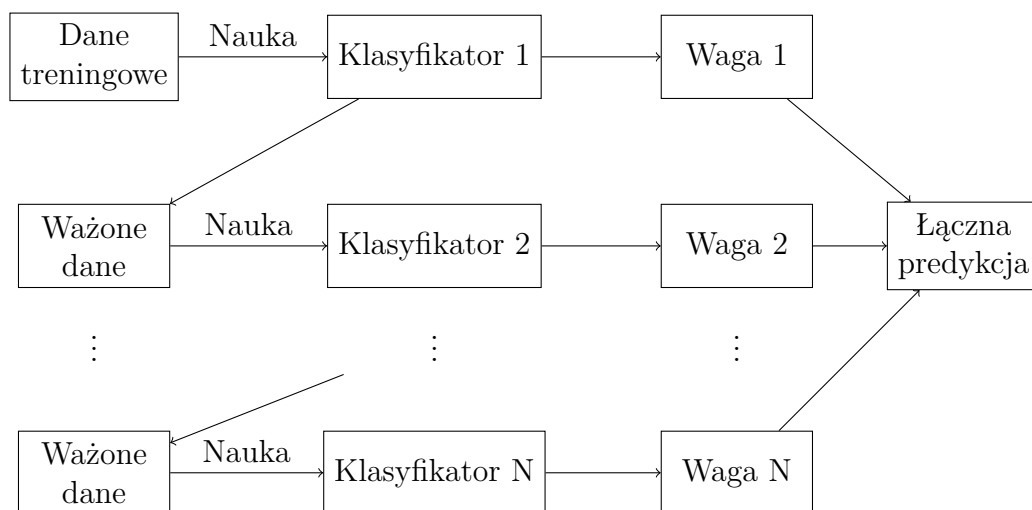 Dane
treningowe
Nauka
Klasyfikator 1
Waga 1
Ważone
dane
Nauka
Klasyfikator 2
Waga 2
Łączna
predykcja
Ważone
dane
Nauka
Klasyfikator N
Waga N